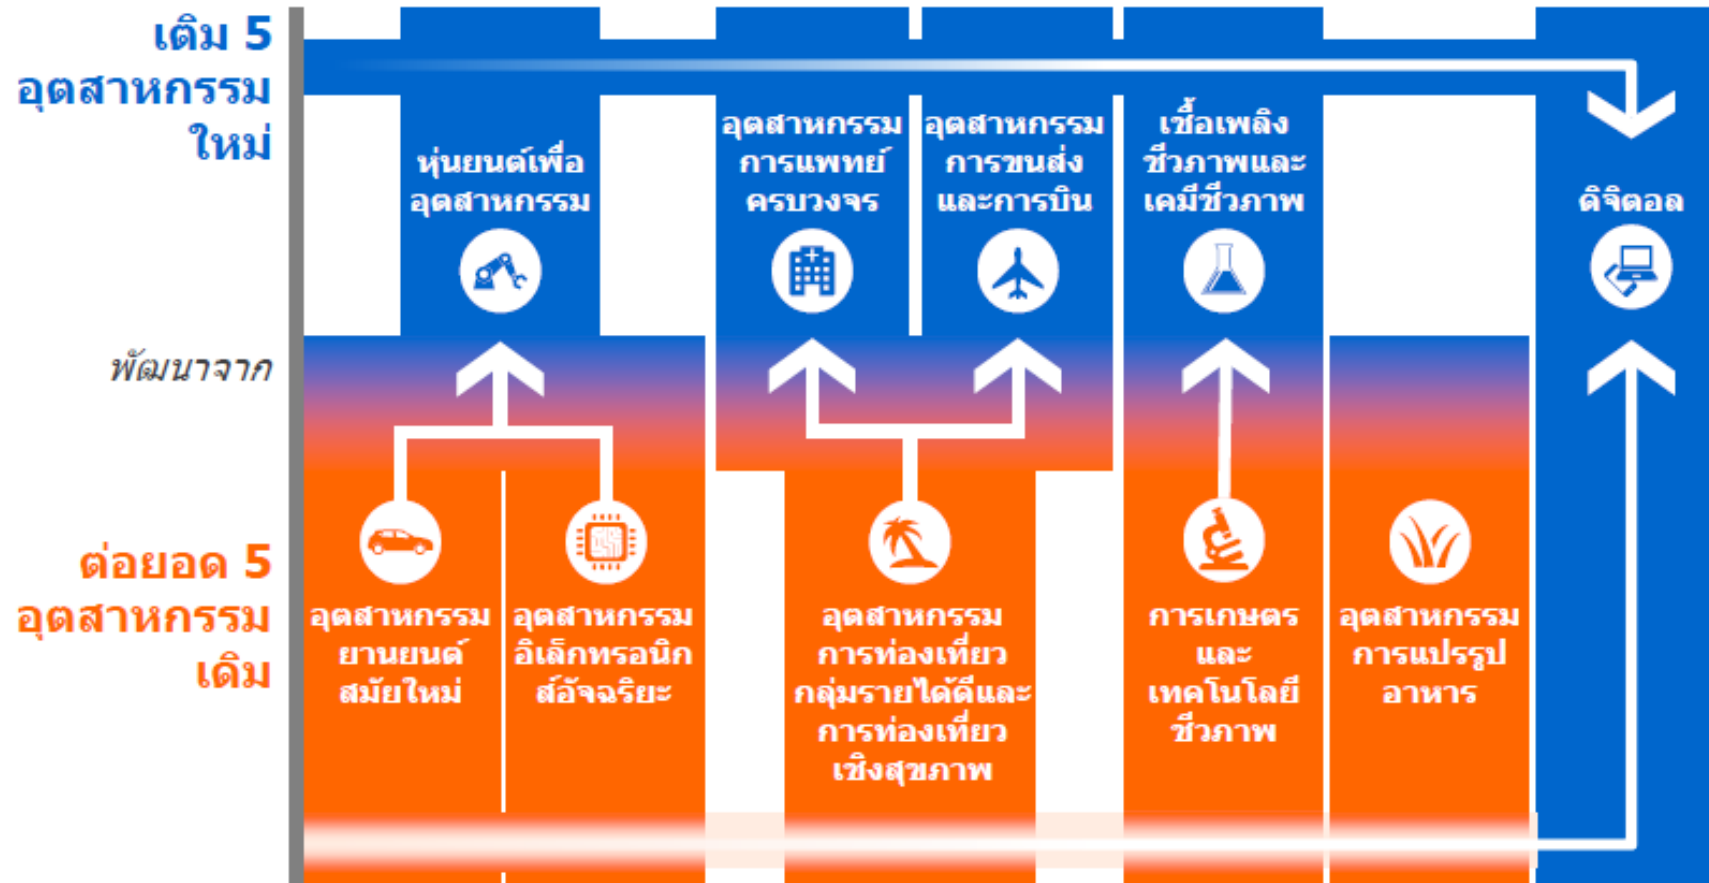 เติม 5
อุตสาหกรรม
ใหม่
หุ่นยนต์เพื่อ
อุตสาหกรรม
อุตสาหกรรม
การแพทย์
ครบวงจร
อุตสาหกรรม
การขนส่ง
และการบิน
เชื้อเพลิง
ชีวภาพและ
เคมีชีวภาพ
ดิจิตอล
พัฒนาจาก
ต่อยอด 5
อุตสาหกรรม
เดิม
อุตสาหกรรม
ยานยนต์
สมัยใหม่
อุตสาหกรรม
อิเล็กทรอนิก
ส์อัจฉริยะ
อุตสาหกรรม
การท่องเที่ยว
กลุ่มรายได้ดีและ
การท่องเที่ยว
เชิงสุขภาพ
การเกษตร
และ
เทคโนโลยี
ชีวภาพ
อุตสาหกรรม
การแปรรูป
อาหาร